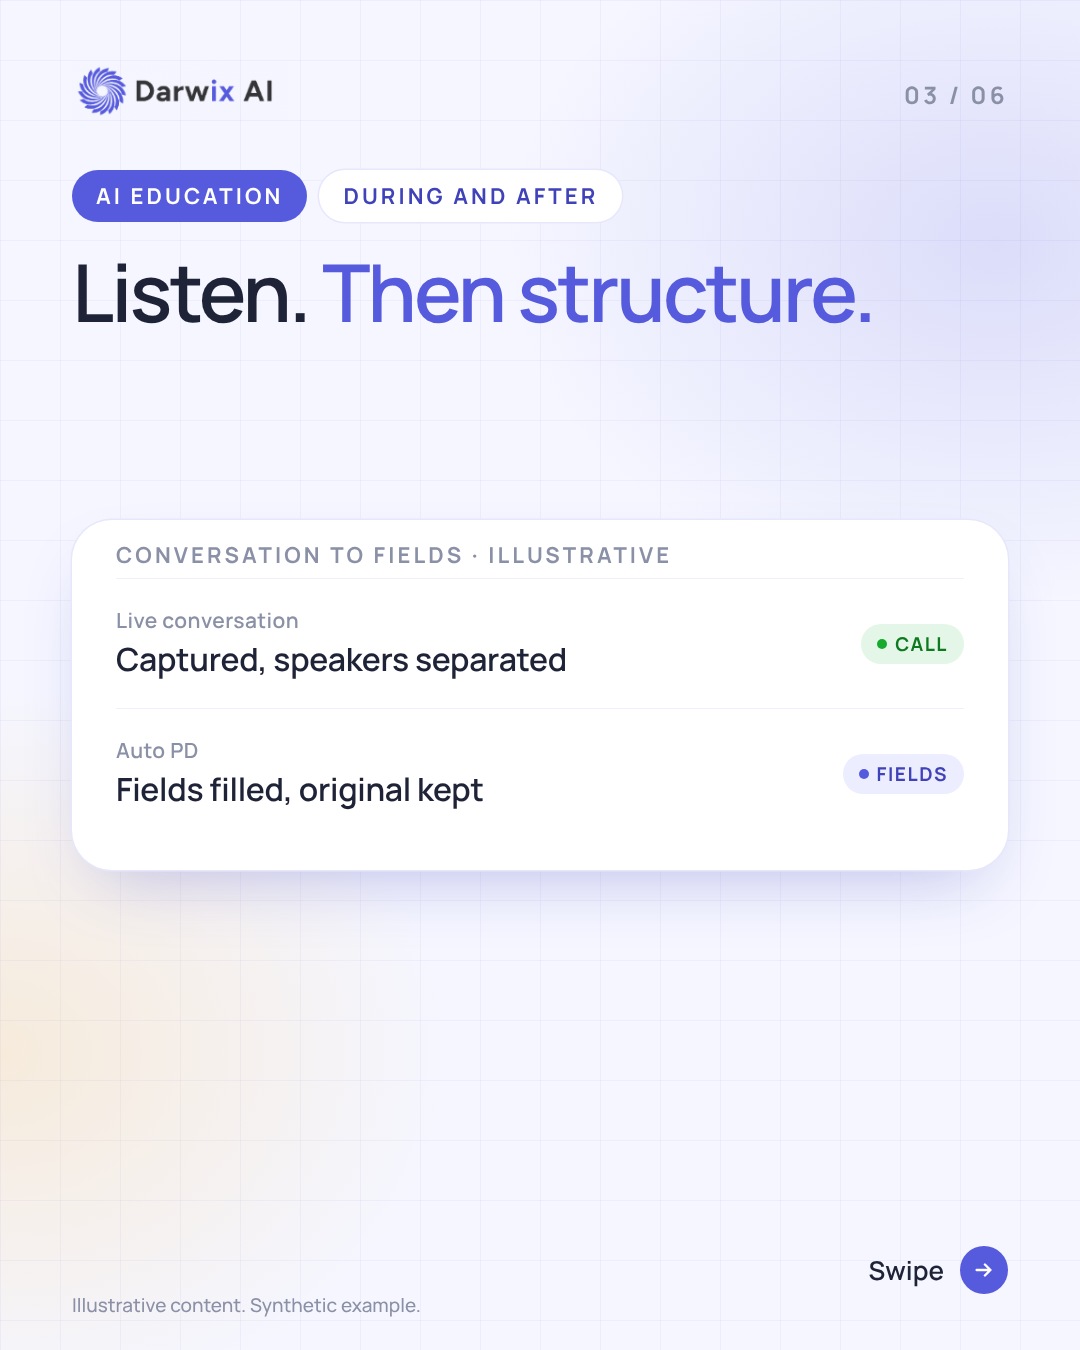 Darwix AI
03 / 06
AI EDUCATION
DURING AND AFTER
Listen. Then structure.
CONVERSATION TO FIELDS · ILLUSTRATIVE
Live conversation
Captured, speakers separated
CALL
Auto PD
Fields filled, original kept
FIELDS
Swipe
Illustrative content. Synthetic example.